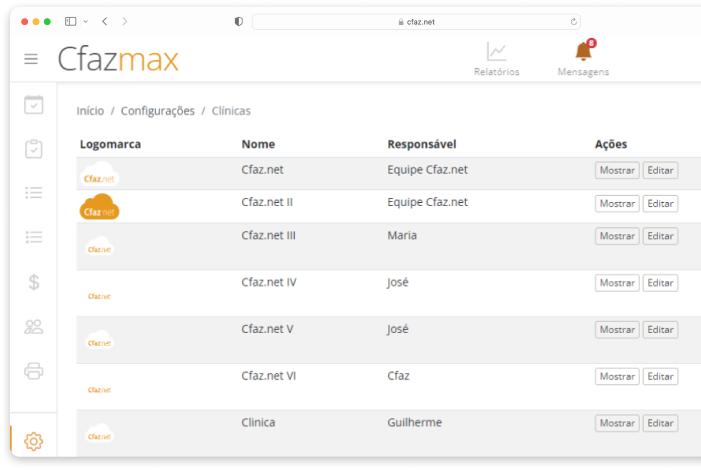 cfaz.net
Cfazmax
Relatórios
8
Mensagens
Início / Configurações / Clínicas
Logomarca Nome Responsável Ações
Cfaz.net Cfaz.net Equipe Cfaz.net Mostrar Editar
Cfaz.net Cfaz.net II Equipe Cfaz.net Mostrar Editar
Cfaz.net Cfaz.net III Maria Mostrar Editar
Cfaz.net Cfaz.net IV José Mostrar Editar
Cfaz.net Cfaz.net V José Mostrar Editar
Cfaz.net Cfaz.net VI Cfaz Mostrar Editar
Cfaz.net Clinica Guilherme Mostrar Editar